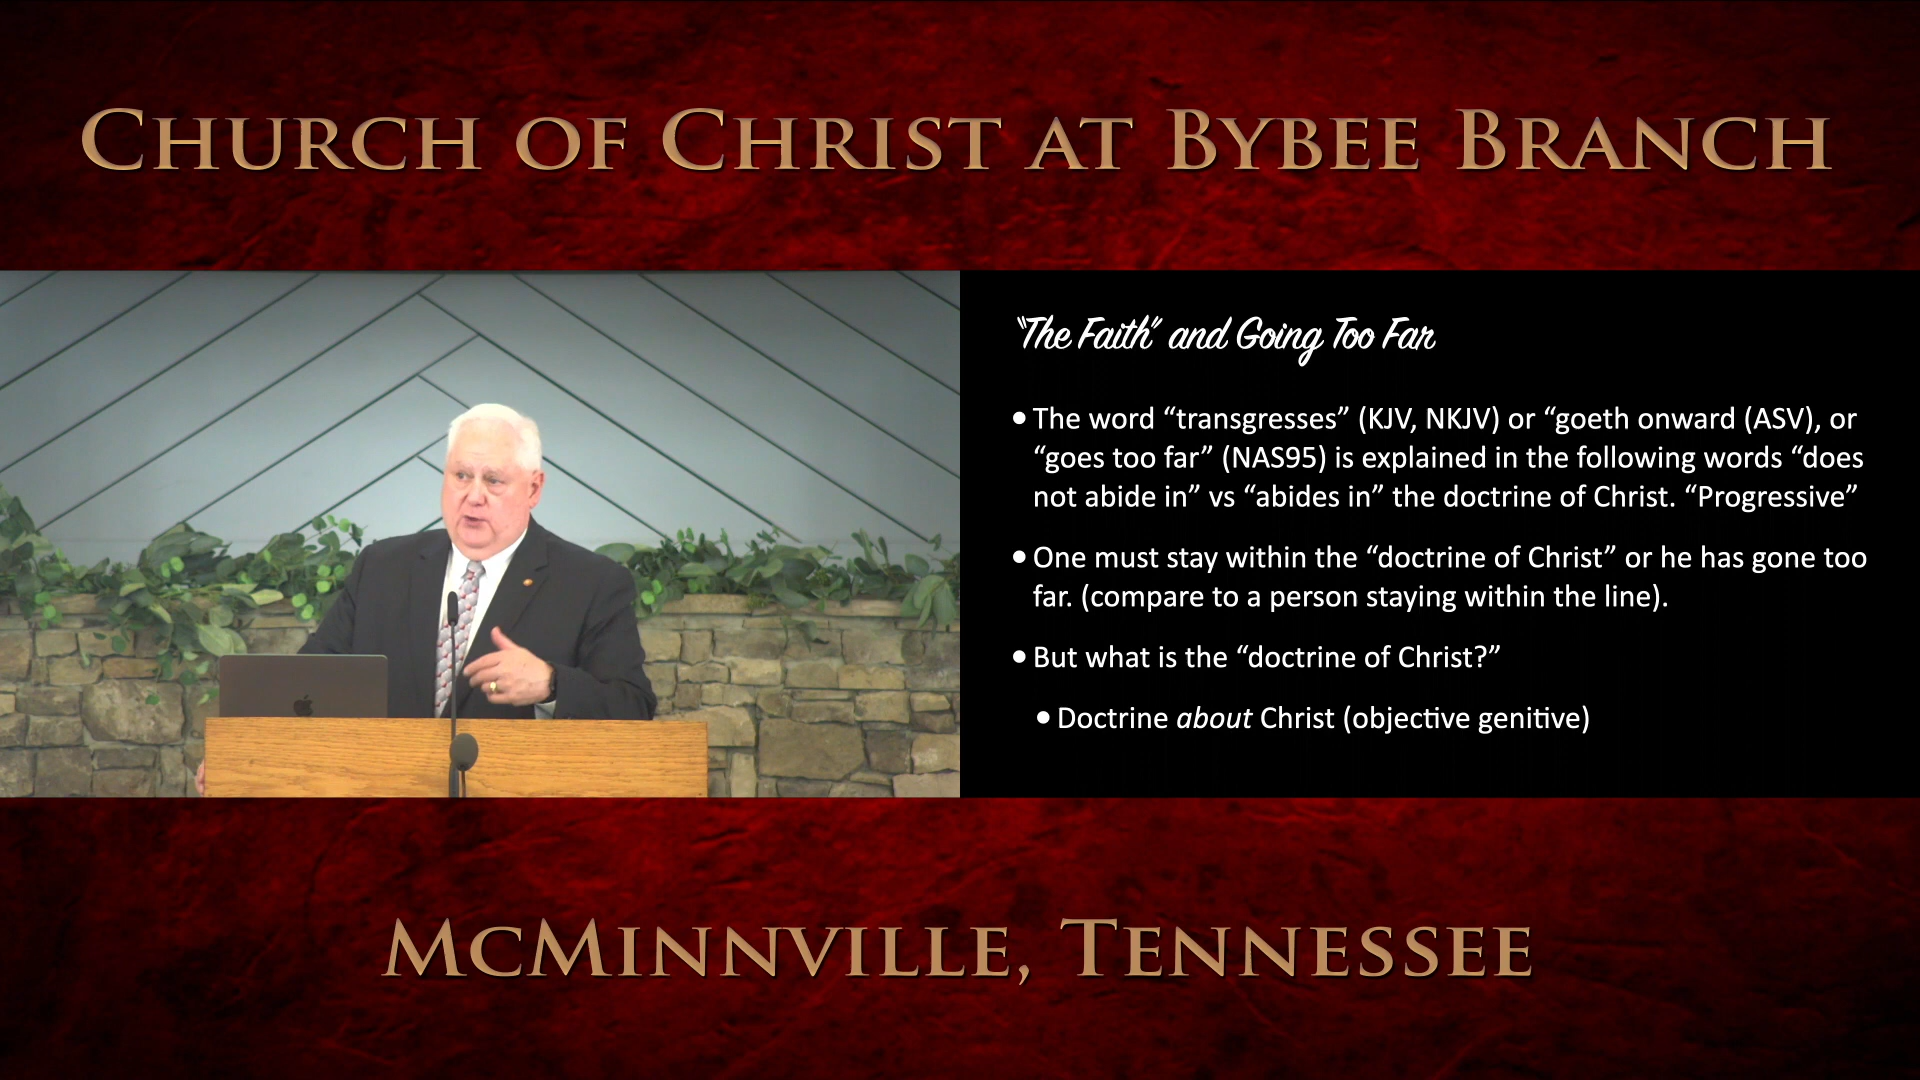 CHURCH OF CHRIST AT BYBEE BRANCH
"The Faith" and Going Too Far
• The word “transgresses” (KJV, NKJV) or “goeth onward (ASV), or
“goes too far” (NAS95) is explained in the following words “does
not abide in” vs “abides in” the doctrine of Christ. “Progressive”
• One must stay within the “doctrine of Christ” or he has gone too
far. (compare to a person staying within the line).
• But what is the “doctrine of Christ?”
• Doctrine about Christ (objective genitive)
MCMINNVILLE, TENNESSEE